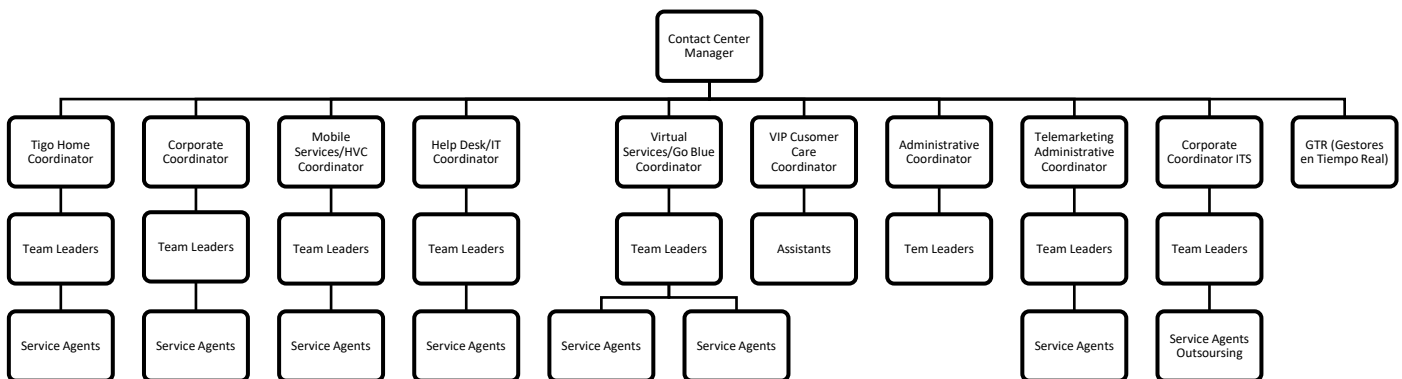 Contact Center
Manager
Tigo Home
Coordinator
Corporate
Coordinator
Mobile
Services/HVC
Coordinator
Help Desk/IT
Coordinator
Virtual
Services/Go Blue
Coordinator
VIP Cusomer
Care
Coordinator
Administrative
Coordinator
Telemarketing
Administrative
Coordinator
Corporate
Coordinator ITS
GTR (Gestores
en Tiempo Real)
Team Leaders
Team Leaders
Team Leaders
Team Leaders
Team Leaders
Assistants
Tem Leaders
Team Leaders
Team Leaders
Service Agents
Service Agents
Service Agents
Service Agents
Service Agents
Service Agents
Service Agents
Service Agents
Outsoursing